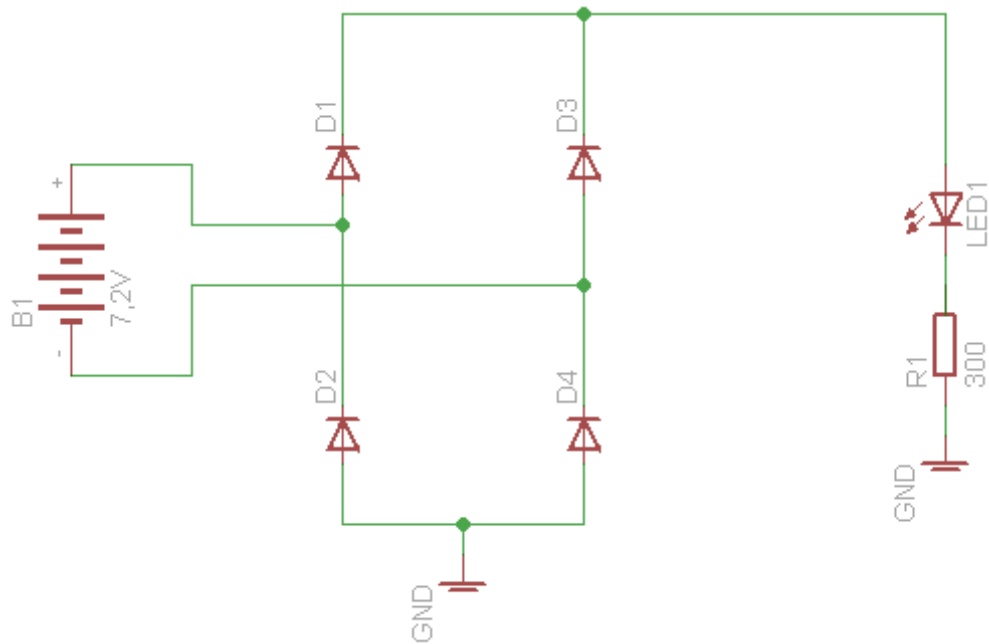 D1
D3
+
B1
7,2V
-
D2
D4
LED1
R1
300
GND
GND